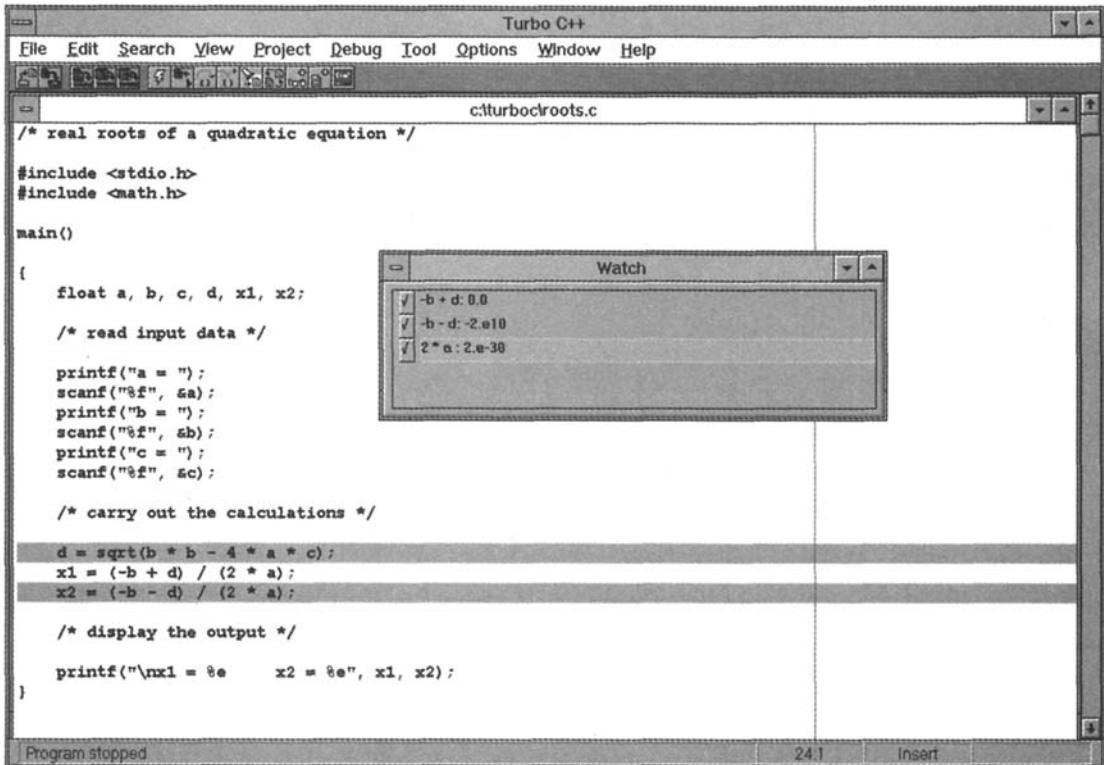 Turbo C++
File Edit Search View Project Debug Tool Options Window Help
c:\turboc\roots.c
/* real roots of a quadratic equation */
#include <stdio.h>
#include <math.h>
main()
{
float a, b, c, d, x1, x2;
/* read input data */
printf("a = ");
scanf("%f", &a);
printf("b = ");
scanf("%f", &b);
printf("c = ");
scanf("%f", &c);
/* carry out the calculations */
d = sqrt(b * b - 4 * a * c);
x1 = (-b + d) / (2 * a);
x2 = (-b - d) / (2 * a);
/* display the output */
printf("\nx1 = %e     x2 = %e", x1, x2);
}
Watch
√ -b + d: 0.0
√ -b - d: -2.e10
√ 2 * a : 2.e-30
Program stopped 24:1 Insert